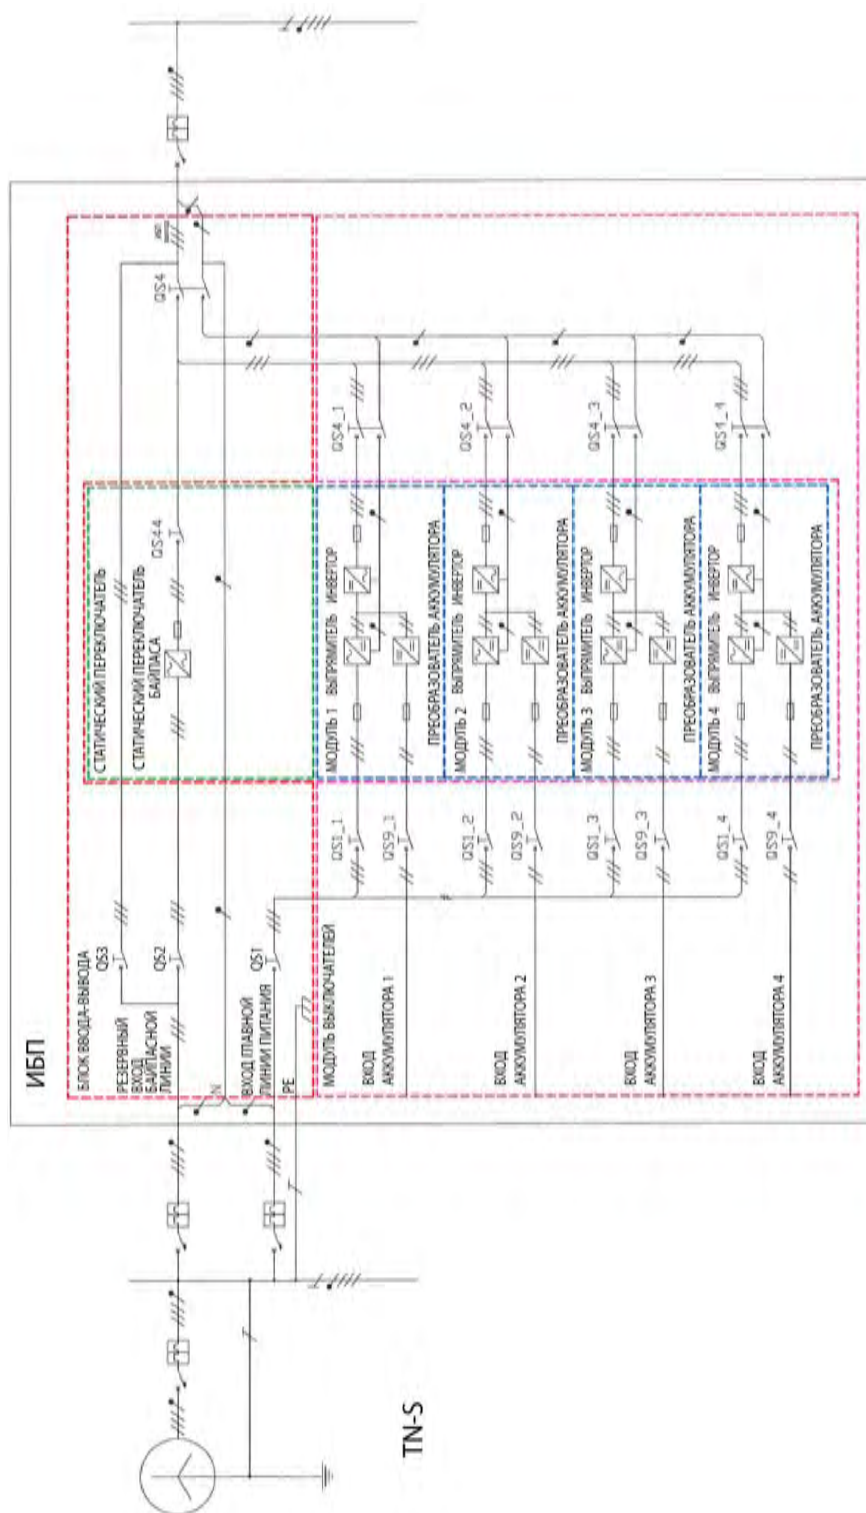 ИБП
БЛОК ВВОДА-ВЫВОДА
РЕЗЕРВНЫЙ
ВХОД
БАЙПАСНОЙ
ЛИНИИ
N
ВХОД ГЛАВНОЙ
ЛИНИИ ПИТАНИЯ
PE
QS3
QS2
QS1
СТАТИЧЕСКИЙ ПЕРЕКЛЮЧАТЕЛЬ
СТАТИЧЕСКИЙ ПЕРЕКЛЮЧАТЕЛЬ
БАЙПАСА
QS44
QS4
МОДУЛЬ ВЫКЛЮЧАТЕЛЕЙ
ВХОД
АККУМУЛЯТОРА 1
QS1_1
QS9_1
МОДУЛЬ 1 ВЫПРЯМИТЕЛЬ ИНВЕРТОР
ПРЕОБРАЗОВАТЕЛЬ АККУМУЛЯТОРА
QS4_1
ВХОД
АККУМУЛЯТОРА 2
QS1_2
QS9_2
МОДУЛЬ 2 ВЫПРЯМИТЕЛЬ ИНВЕРТОР
ПРЕОБРАЗОВАТЕЛЬ АККУМУЛЯТОРА
QS4_2
ВХОД
АККУМУЛЯТОРА 3
QS1_3
QS9_3
МОДУЛЬ 3 ВЫПРЯМИТЕЛЬ ИНВЕРТОР
ПРЕОБРАЗОВАТЕЛЬ АККУМУЛЯТОРА
QS4_3
ВХОД
АККУМУЛЯТОРА 4
QS1_4
QS9_4
МОДУЛЬ 4 ВЫПРЯМИТЕЛЬ ИНВЕРТОР
ПРЕОБРАЗОВАТЕЛЬ АККУМУЛЯТОРА
QS4_4
TN-S